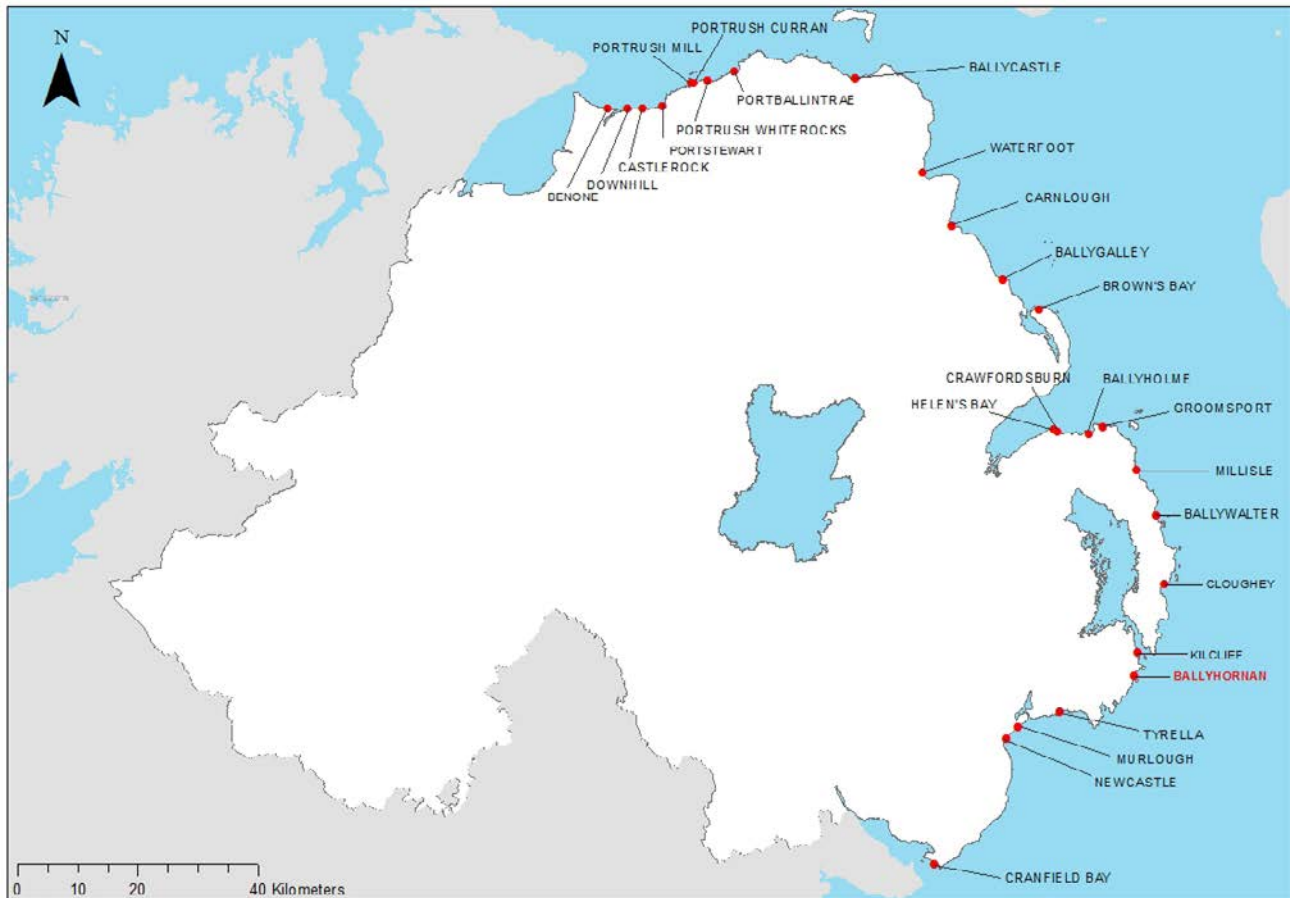 N
PORTRUSH CURRAN
PORTRUSH MILL
BALLYCASTLE
PORTBALLINTRAE
PORTRUSH WHITEROCKS
PORTSTEWART
CASTLEROCK
DOWNHILL
BENONE
WATERFOOT
CARNLOUGH
BALLYGALLEY
BROWN'S BAY
CRAWFORDSBURN
BALLYHOLME
HELEN'S BAY
GROOMSPORT
MILLISLE
BALLYWALTER
CLOUGHEY
KILCLIEF
BALLYHORNAN
TYRELLA
MURLOUGH
NEWCASTLE
CRANFIELD BAY
0 10 20 40 Kilometers